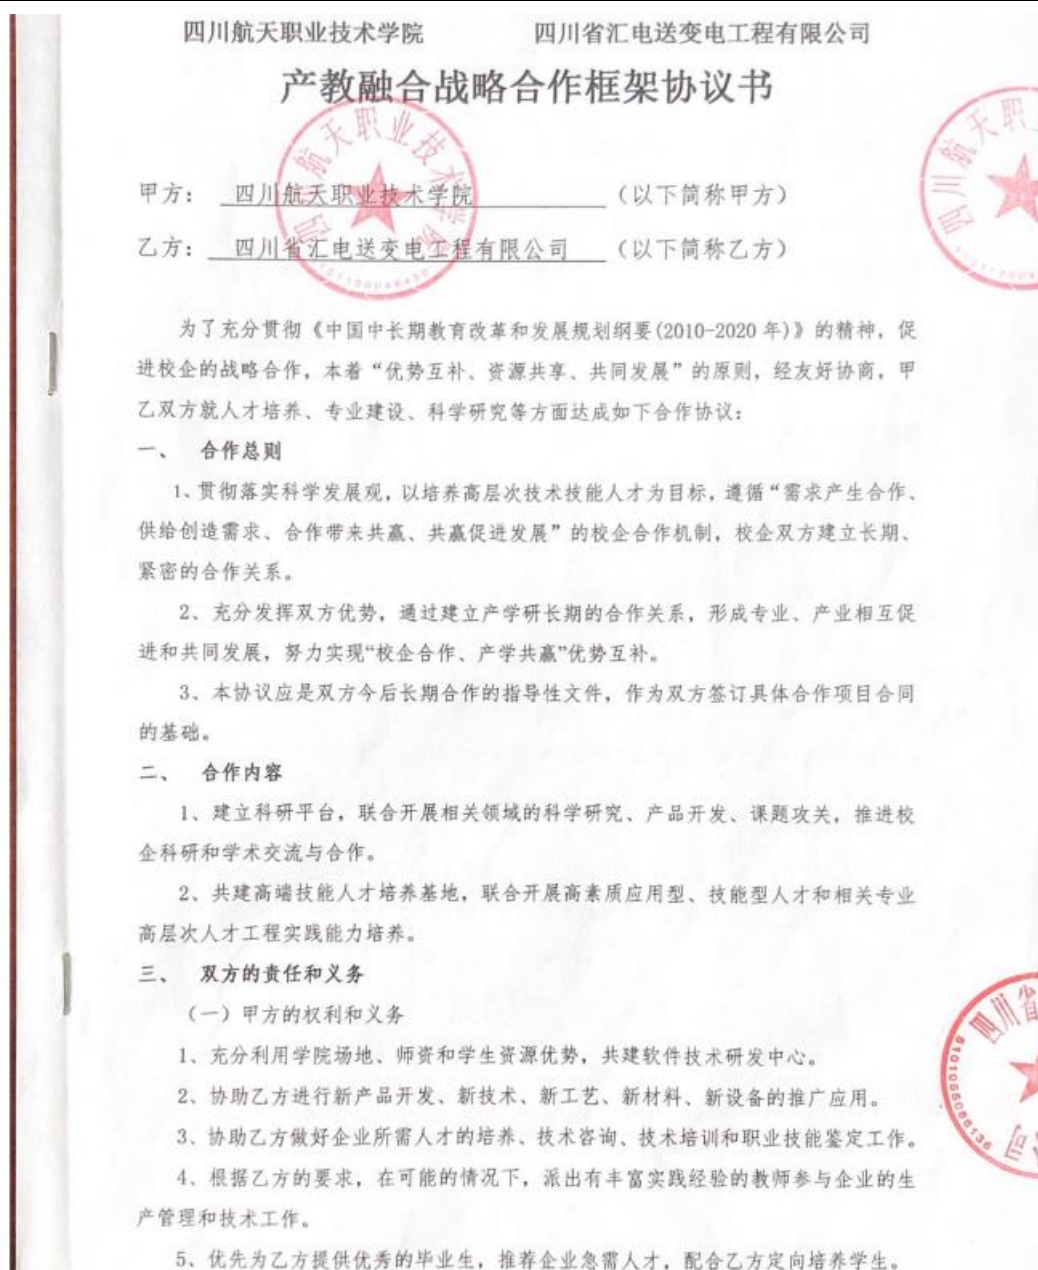 四川航天职业技术学院 四川省汇电送变电工程有限公司
产教融合战略合作框架协议书
甲方： 四川航天职业技术学院 （以下简称甲方）
乙方： 四川省汇电送变电工程有限公司 （以下简称乙方）
四川航天职业技术学院
四川航天职
为了充分贯彻《中国中长期教育改革和发展规划纲要(2010-2020 年)》的精神，促
进校企的战略合作，本着“优势互补、资源共享、共同发展”的原则，经友好协商，甲
乙双方就人才培养、专业建设、科学研究等方面达成如下合作协议：
一、 合作总则
1、贯彻落实科学发展观，以培养高层次技术技能人才为目标，遵循“需求产生合作、
供给创造需求、合作带来共赢、共赢促进发展”的校企合作机制，校企双方建立长期、
紧密的合作关系。
2、充分发挥双方优势，通过建立产学研长期的合作关系，形成专业、产业相互促
进和共同发展，努力实现“校企合作、产学共赢”优势互补。
3、本协议应是双方今后长期合作的指导性文件，作为双方签订具体合作项目合同
的基础。
二、 合作内容
1、建立科研平台，联合开展相关领域的科学研究、产品开发、课题攻关，推进校
企科研和学术交流与合作。
2、共建高端技能人才培养基地，联合开展高素质应用型、技能型人才和相关专业
高层次人才工程实践能力培养。
三、 双方的责任和义务
（一）甲方的权利和义务
1、充分利用学院场地、师资和学生资源优势，共建软件技术研发中心。
2、协助乙方进行新产品开发、新技术、新工艺、新材料、新设备的推广应用。
3、协助乙方做好企业所需人才的培养、技术咨询、技术培训和职业技能鉴定工作。
4、根据乙方的要求，在可能的情况下，派出有丰富实践经验的教师参与企业的生
产管理和技术工作。
5、优先为乙方提供优秀的毕业生，推荐企业急需人才，配合乙方定向培养学生。
四川省
司